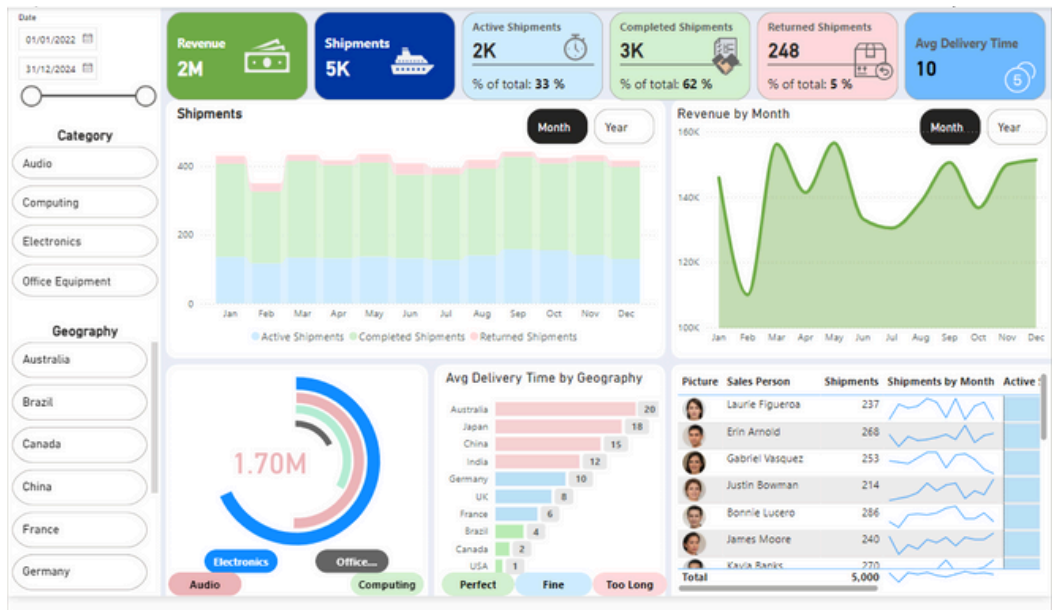 Date
01/01/2022
31/12/2024
Category
Audio
Computing
Electronics
Office Equipment
Geography
Australia
Brazil
Canada
China
France
Germany
Revenue
2M
Shipments
5K
Active Shipments
2K
% of total: 33 %
Completed Shipments
3K
% of total: 62 %
Returned Shipments
248
% of total: 5 %
Avg Delivery Time
10
5
Shipments
Month Year
400
200
0
Jan Feb Mar Apr May Jun Jul Aug Sep Oct Nov Dec
Active Shipments Completed Shipments Returned Shipments
Revenue by Month
Month Year
160K
140K
120K
100K
Jan Feb Mar Apr May Jun Jul Aug Sep Oct Nov Dec
1.70M
Electronics Office...
Audio Computing
Avg Delivery Time by Geography
Australia 20
Japan 18
China 15
India 12
Germany 10
UK 8
France 6
Brazil 4
Canada 2
USA 1
Perfect Fine Too Long
Picture Sales Person Shipments Shipments by Month Active
Laurie Figueroa 237
Erin Arnold 268
Gabriel Vasquez 253
Justin Bowman 214
Bonnie Lucero 286
James Moore 240
Kayla Banks 270
Total 5,000